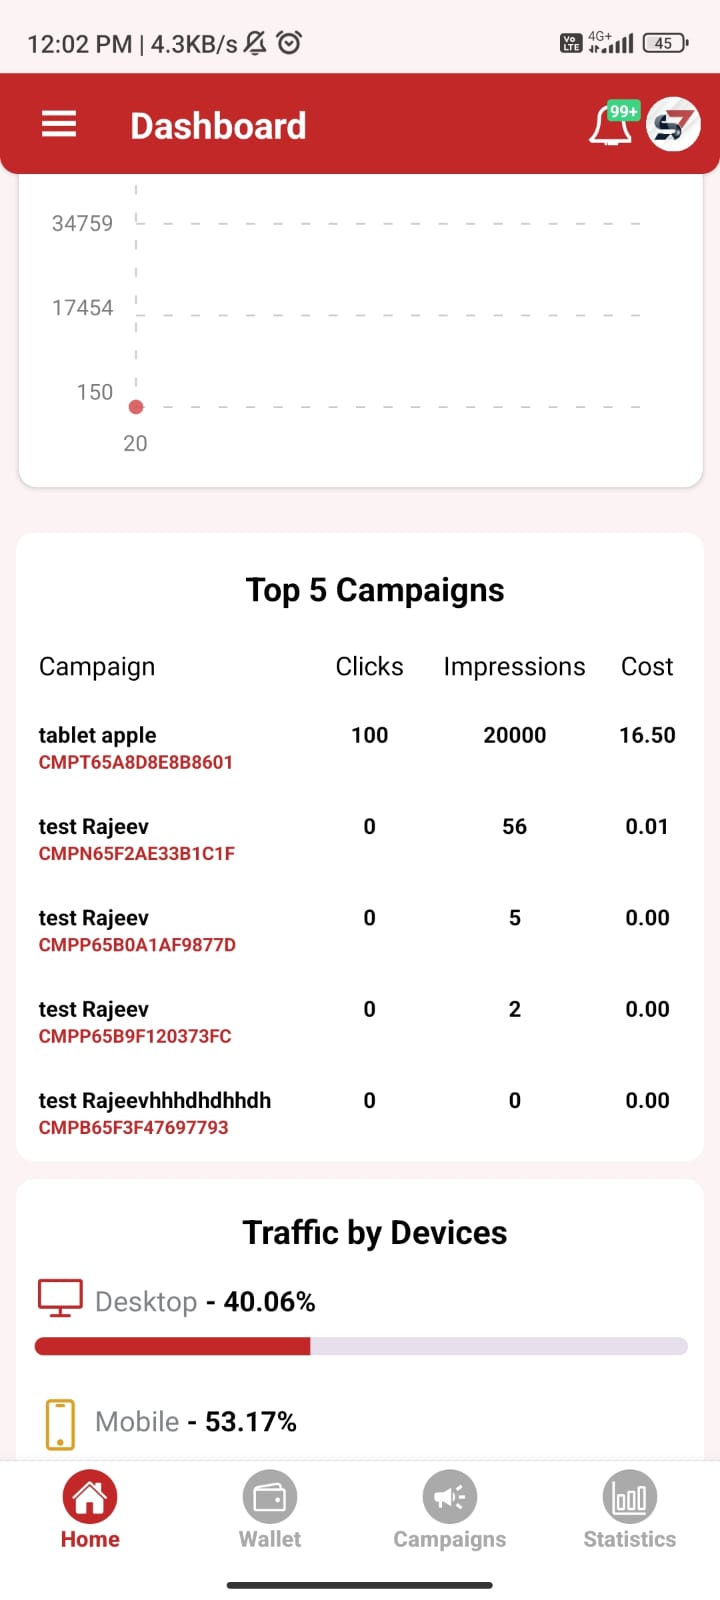 12:02 PM | 4.3KB/s
Vo LTE 4G+ 45
Dashboard
99+
S7
34759
17454
150
20
Top 5 Campaigns
Campaign Clicks Impressions Cost
tablet apple 100 20000 16.50
CMPT65A8D8E8B8601
test Rajeev 0 56 0.01
CMPN65F2AE33B1C1F
test Rajeev 0 5 0.00
CMPP65B0A1AF9877D
test Rajeev 0 2 0.00
CMPP65B9F120373FC
test Rajeevhhhdhdhhdh 0 0 0.00
CMPB65F3F47697793
Traffic by Devices
Desktop - 40.06%
Mobile - 53.17%
Home Wallet Campaigns Statistics